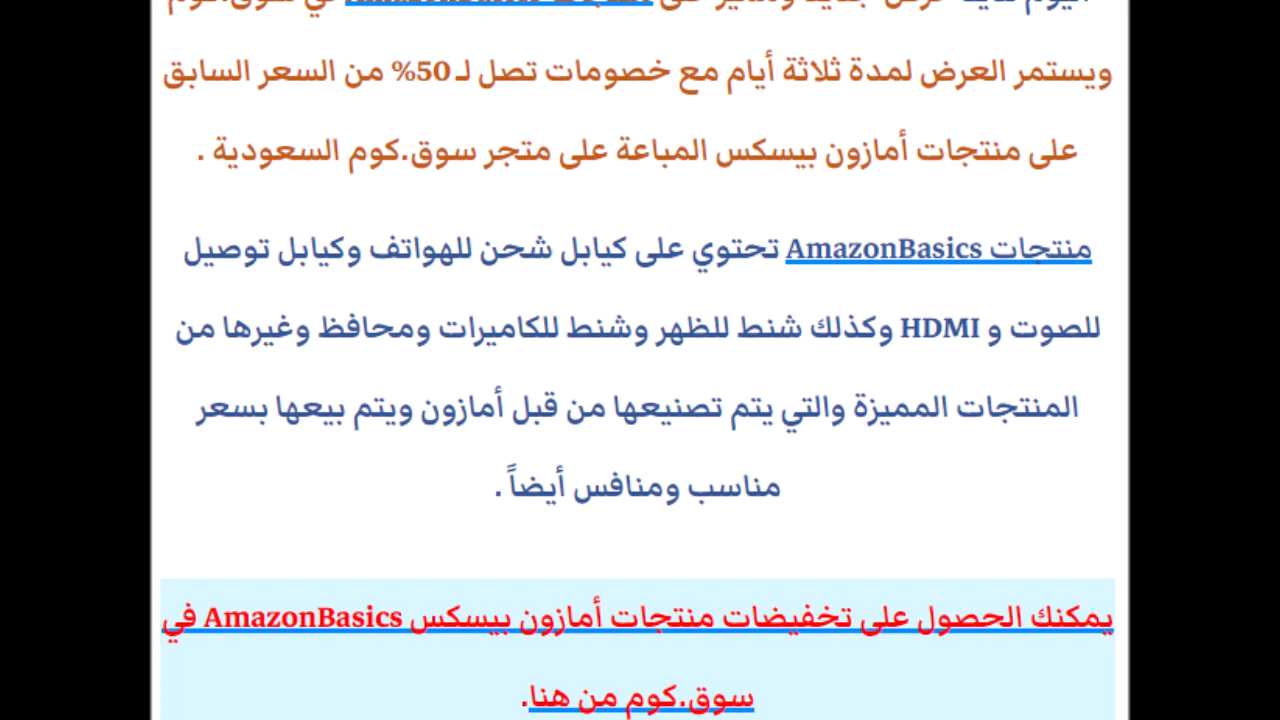 ويستمر العرض لمدة ثلاثة أيام مع خصومات تصل لـ 50% من السعر السابق
على منتجات أمازون بيسكس المباعة على متجر سوق.كوم السعودية .
منتجات AmazonBasics تحتوي على كيابل شحن للهواتف وكيابل توصيل
للصوت و HDMI وكذلك شنط للظهر وشنط للكاميرات ومحافظ وغيرها من
المنتجات المميزة والتي يتم تصنيعها من قبل أمازون ويتم بيعها بسعر
مناسب ومنافس أيضاً .
يمكنك الحصول على تخفيضات منتجات أمازون بيسكس AmazonBasics في
سوق.كوم من هنا.